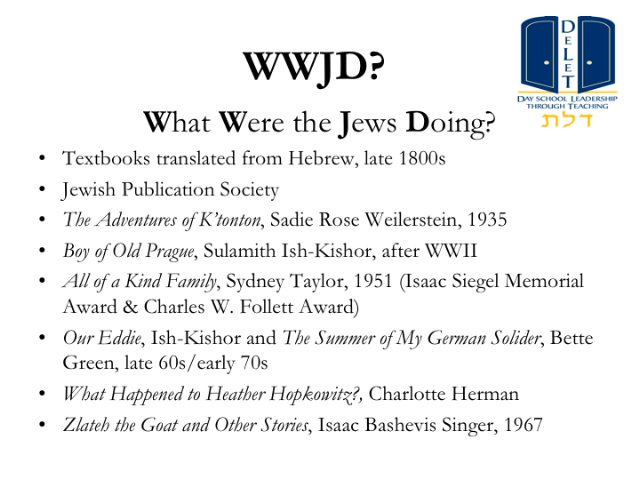 WWJD?
DeLeT
DAY SCHOOL LEADERSHIP
THROUGH TEACHING
דלת
What Were the Jews Doing?
• Textbooks translated from Hebrew, late 1800s
• Jewish Publication Society
• The Adventures of K'tonton, Sadie Rose Weilerstein, 1935
• Boy of Old Prague, Sulamith Ish-Kishor, after WWII
• All of a Kind Family, Sydney Taylor, 1951 (Isaac Siegel Memorial
Award & Charles W. Follett Award)
• Our Eddie, Ish-Kishor and The Summer of My German Solider, Bette
Green, late 60s/early 70s
• What Happened to Heather Hopkowitz?, Charlotte Herman
• Zlateh the Goat and Other Stories, Isaac Bashevis Singer, 1967